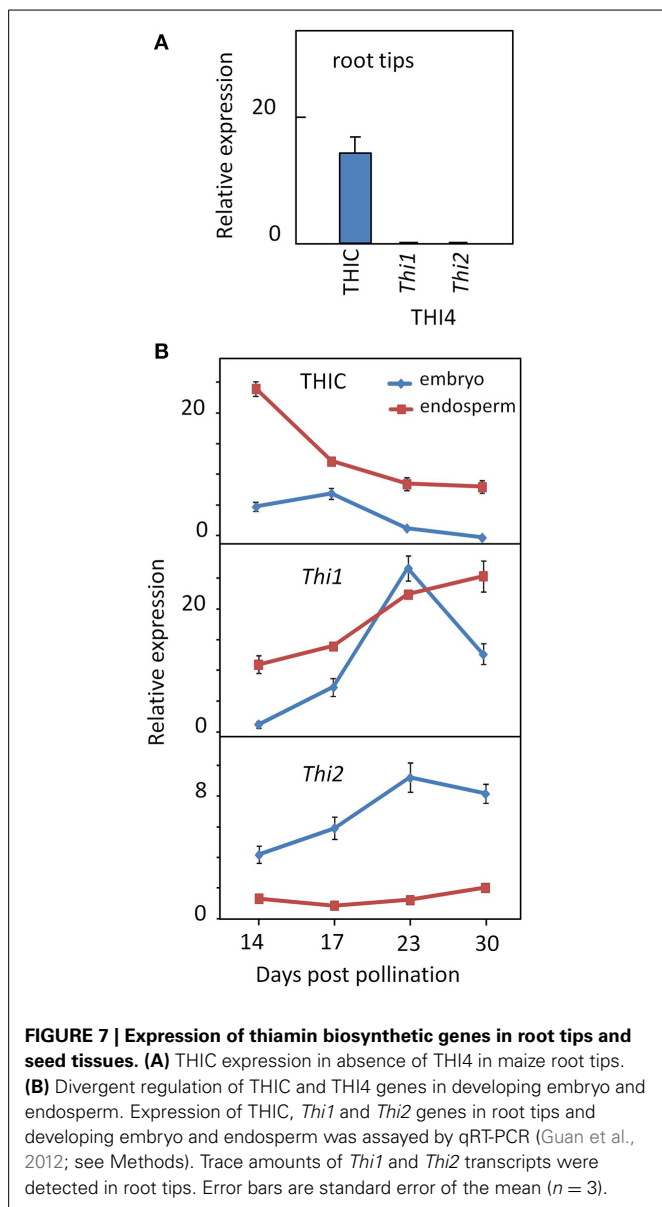 A
root tips
Relative expression
20
0
THIC
Thi1
Thi2
THI4
B
THIC
embryo
endosperm
20
0
Thi1
20
0
Relative expression
Thi2
8
0
14 17 23 30
Days post pollination
FIGURE 7 | Expression of thiamin biosynthetic genes in root tips and
seed tissues. (A) THIC expression in absence of THI4 in maize root tips.
(B) Divergent regulation of THIC and THI4 genes in developing embryo and
endosperm. Expression of THIC, Thi1 and Thi2 genes in root tips and
developing embryo and endosperm was assayed by qRT-PCR (Guan et al.,
2012; see Methods). Trace amounts of Thi1 and Thi2 transcripts were
detected in root tips. Error bars are standard error of the mean (n = 3).